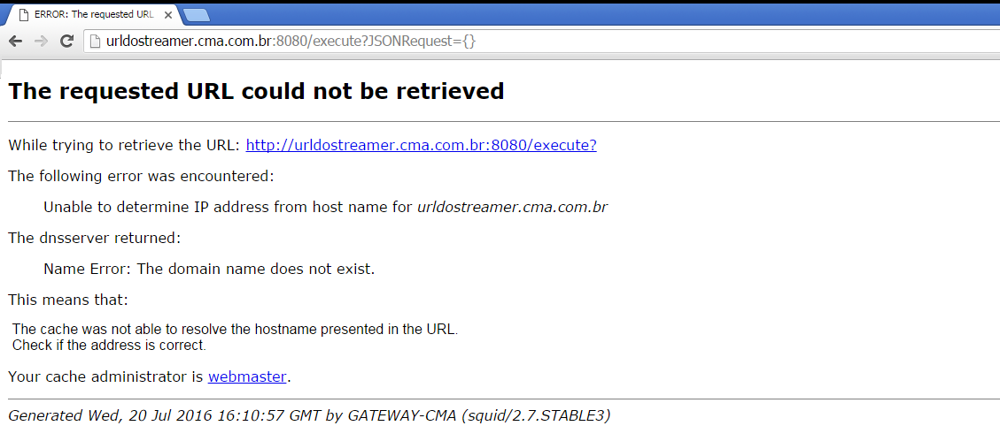 ERROR: The requested URL
urldostreamer.cma.com.br:8080/execute?JSONRequest={}
The requested URL could not be retrieved
While trying to retrieve the URL: http://urldostreamer.cma.com.br:8080/execute?
The following error was encountered:
Unable to determine IP address from host name for urldostreamer.cma.com.br
The dnsserver returned:
Name Error: The domain name does not exist.
This means that:
The cache was not able to resolve the hostname presented in the URL.
Check if the address is correct.
Your cache administrator is webmaster.
Generated Wed, 20 Jul 2016 16:10:57 GMT by GATEWAY-CMA (squid/2.7.STABLE3)